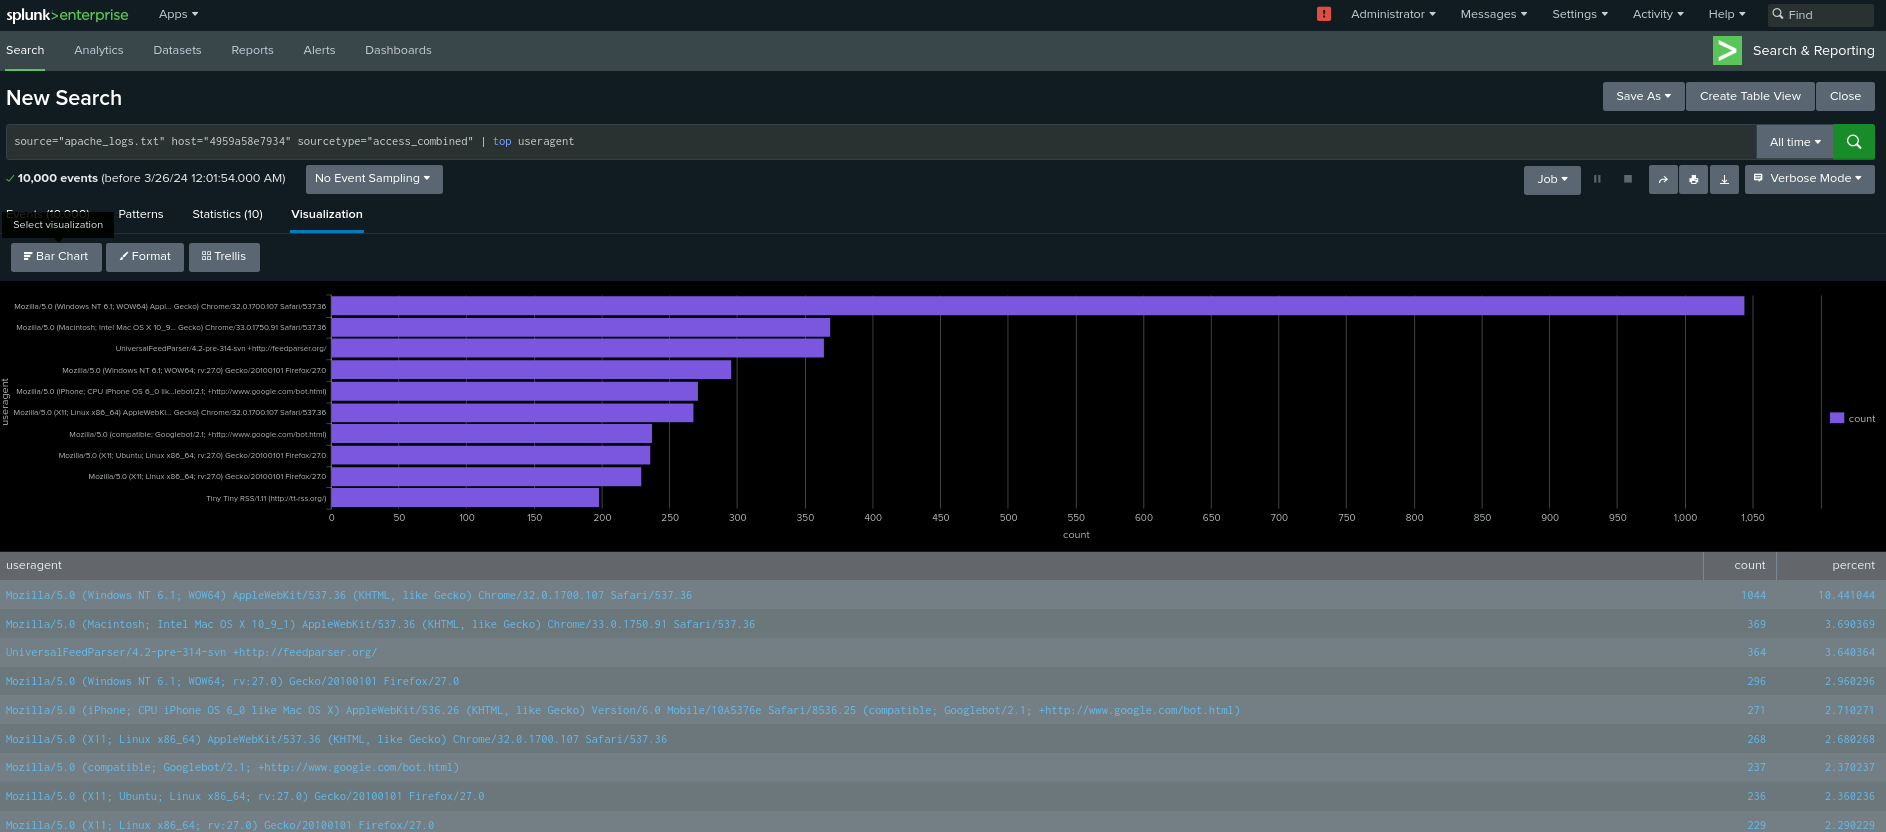 splunk>enterprise Apps Administrator Messages Settings Activity Help Find
Search Analytics Datasets Reports Alerts Dashboards Search & Reporting
New Search
Save As Create Table View Close
source="apache_logs.txt" host="4959a58e7934" sourcetype="access_combined" | top useragent
All time
10,000 events (before 3/26/24 12:01:54.000 AM)
No Event Sampling
Job Verbose Mode
Events (10,000) Patterns Statistics (10) Visualization
Select visualization
Bar Chart Format Trellis
useragent
Mozilla/5.0 (Windows NT 6.1; WOW64) Appl... Gecko) Chrome/32.0.1700.107 Safari/537.36
Mozilla/5.0 (Macintosh; Intel Mac OS X 10_9... Gecko) Chrome/33.0.1750.91 Safari/537.36
UniversalFeedParser/4.2-pre-314-svn +http://feedparser.org/
Mozilla/5.0 (Windows NT 6.1; WOW64; rv:27.0) Gecko/20100101 Firefox/27.0
Mozilla/5.0 (iPhone; CPU iPhone OS 6_0 lik...lebot/2.1; +http://www.google.com/bot.html)
Mozilla/5.0 (X11; Linux x86_64) AppleWebKi... Gecko) Chrome/32.0.1700.107 Safari/537.36
Mozilla/5.0 (compatible; Googlebot/2.1; +http://www.google.com/bot.html)
Mozilla/5.0 (X11; Ubuntu; Linux x86_64; rv:27.0) Gecko/20100101 Firefox/27.0
Mozilla/5.0 (X11; Linux x86_64; rv:27.0) Gecko/20100101 Firefox/27.0
Tiny Tiny RSS/1.11 (http://tt-rss.org/)
0 50 100 150 200 250 300 350 400 450 500 550 600 650 700 750 800 850 900 950 1,000 1,050
count
count
useragent count percent
Mozilla/5.0 (Windows NT 6.1; WOW64) AppleWebKit/537.36 (KHTML, like Gecko) Chrome/32.0.1700.107 Safari/537.36 1044 10.441044
Mozilla/5.0 (Macintosh; Intel Mac OS X 10_9_1) AppleWebKit/537.36 (KHTML, like Gecko) Chrome/33.0.1750.91 Safari/537.36 369 3.690369
UniversalFeedParser/4.2-pre-314-svn +http://feedparser.org/ 364 3.640364
Mozilla/5.0 (Windows NT 6.1; WOW64; rv:27.0) Gecko/20100101 Firefox/27.0 296 2.960296
Mozilla/5.0 (iPhone; CPU iPhone OS 6_0 like Mac OS X) AppleWebKit/536.26 (KHTML, like Gecko) Version/6.0 Mobile/10A5376e Safari/8536.25 (compatible; Googlebot/2.1; +http://www.google.com/bot.html) 271 2.710271
Mozilla/5.0 (X11; Linux x86_64) AppleWebKit/537.36 (KHTML, like Gecko) Chrome/32.0.1700.107 Safari/537.36 268 2.680268
Mozilla/5.0 (compatible; Googlebot/2.1; +http://www.google.com/bot.html) 237 2.370237
Mozilla/5.0 (X11; Ubuntu; Linux x86_64; rv:27.0) Gecko/20100101 Firefox/27.0 236 2.360236
Mozilla/5.0 (X11; Linux x86_64; rv:27.0) Gecko/20100101 Firefox/27.0 229 2.290229